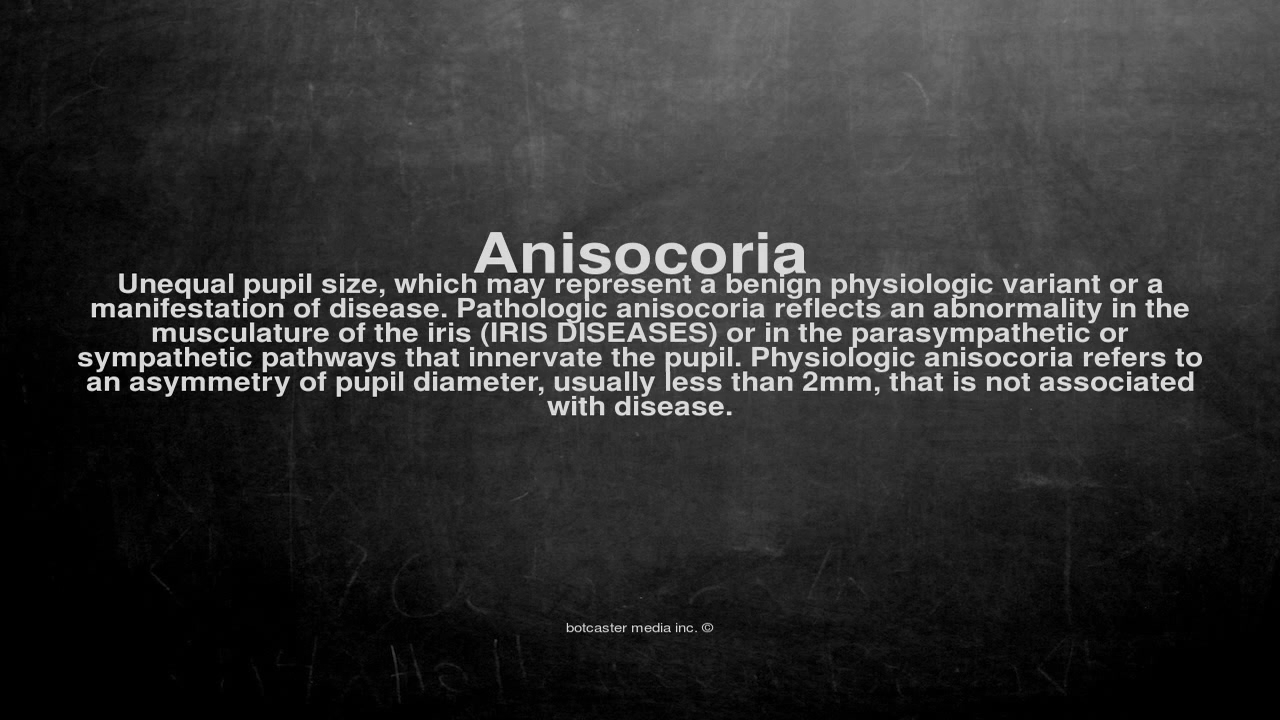 Anisocoria
Unequal pupil size, which may represent a benign physiologic variant or a
manifestation of disease. Pathologic anisocoria reflects an abnormality in the
musculature of the iris (IRIS DISEASES) or in the parasympathetic or
sympathetic pathways that innervate the pupil. Physiologic anisocoria refers to
an asymmetry of pupil diameter, usually less than 2mm, that is not associated
with disease.
botcaster media inc. ©